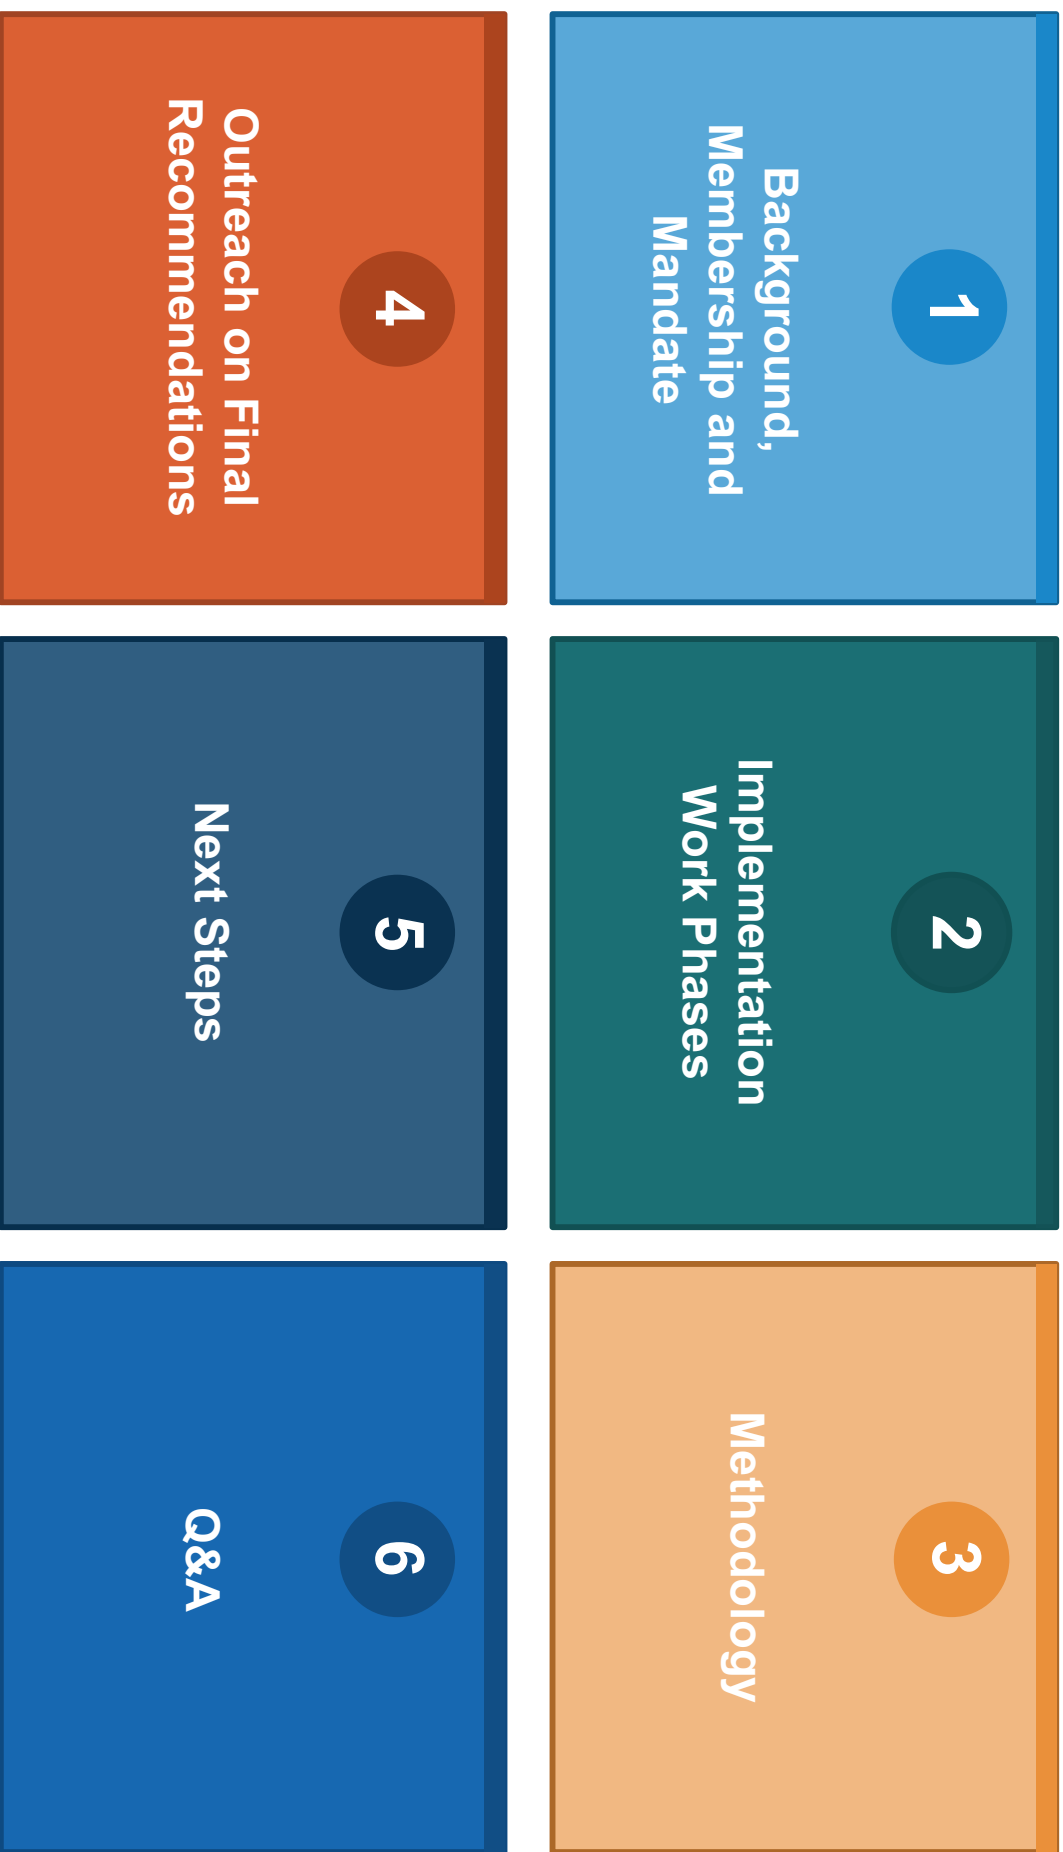 1
Background,
Membership and
Mandate
2
Implementation
Work Phases
3
Methodology
4
Outreach on Final
Recommendations
5
Next Steps
6
Q&A